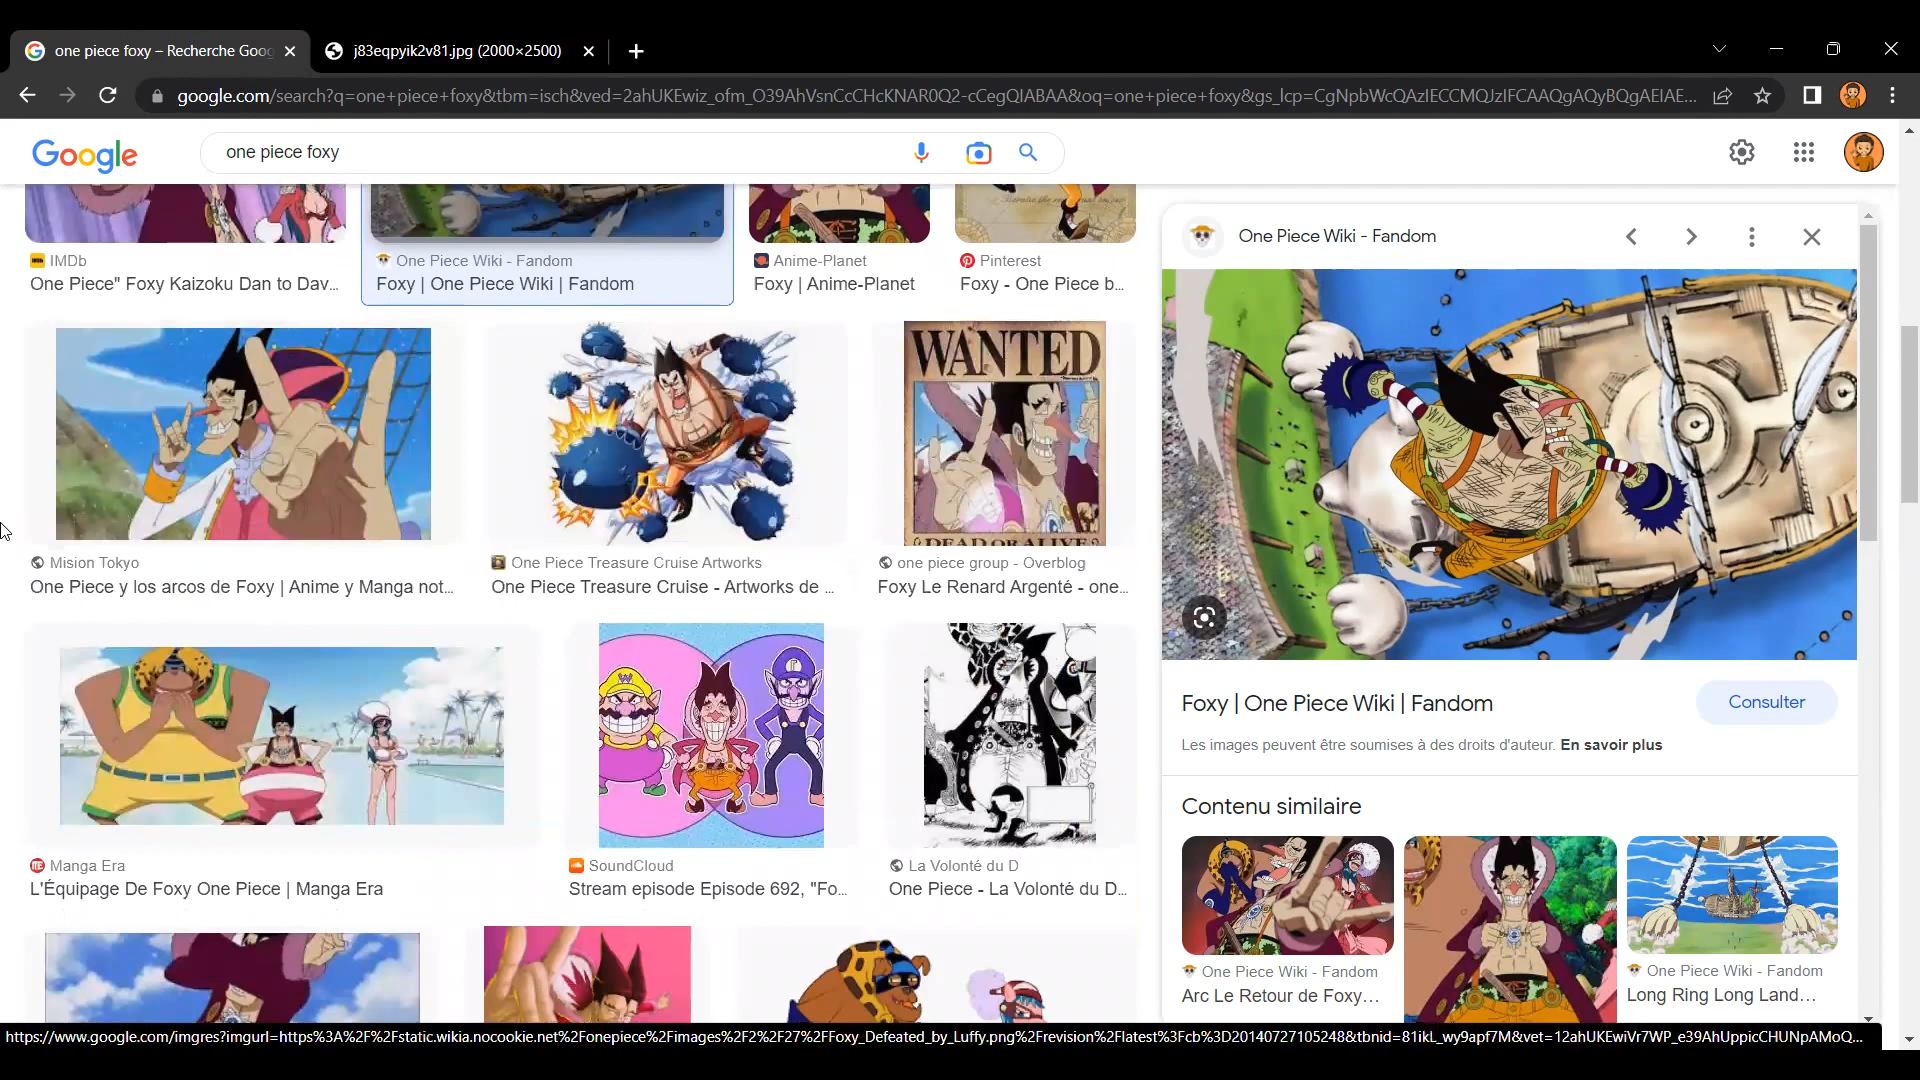 one piece foxy – Recherche Goog
j83eqpyik2v81.jpg (2000×2500)
google.com/search?q=one+piece+foxy&tbm=isch&ved=2ahUKEwiz_ofm_O39AhVsnCcCHcKNAR0Q2-cCegQIABAA&oq=one+piece+foxy&gs_lcp=CgNpbWcQAzIECCMQJzIFCAAQgAQyBQgAEIAE...
Google
one piece foxy
IMDb
One Piece" Foxy Kaizoku Dan to Dav...
One Piece Wiki - Fandom
Foxy | One Piece Wiki | Fandom
Anime-Planet
Foxy | Anime-Planet
Pinterest
Foxy - One Piece b...
One Piece Wiki - Fandom
WANTED
DEAD OR ALIVE
Mision Tokyo
One Piece y los arcos de Foxy | Anime y Manga not...
One Piece Treasure Cruise Artworks
One Piece Treasure Cruise - Artworks de ...
one piece group - Overblog
Foxy Le Renard Argenté - one...
Foxy | One Piece Wiki | Fandom
Consulter
Les images peuvent être soumises à des droits d'auteur. En savoir plus
Contenu similaire
Manga Era
L'Équipage De Foxy One Piece | Manga Era
SoundCloud
Stream episode Episode 692, "Fo...
La Volonté du D
One Piece - La Volonté du D...
One Piece Wiki - Fandom
Arc Le Retour de Foxy...
One Piece Wiki - Fandom
Long Ring Long Land...
https://www.google.com/imgres?imgurl=https%3A%2F%2Fstatic.wikia.nocookie.net%2Fonepiece%2Fimages%2F2%2F27%2FFoxy_Defeated_by_Luffy.png%2Frevision%2Flatest%3Fcb%3D20140727105248&tbnid=81ikL_wy9apf7M&vet=12ahUKEwiVr7WP_e39AhUppicCHUNpAMoQ...